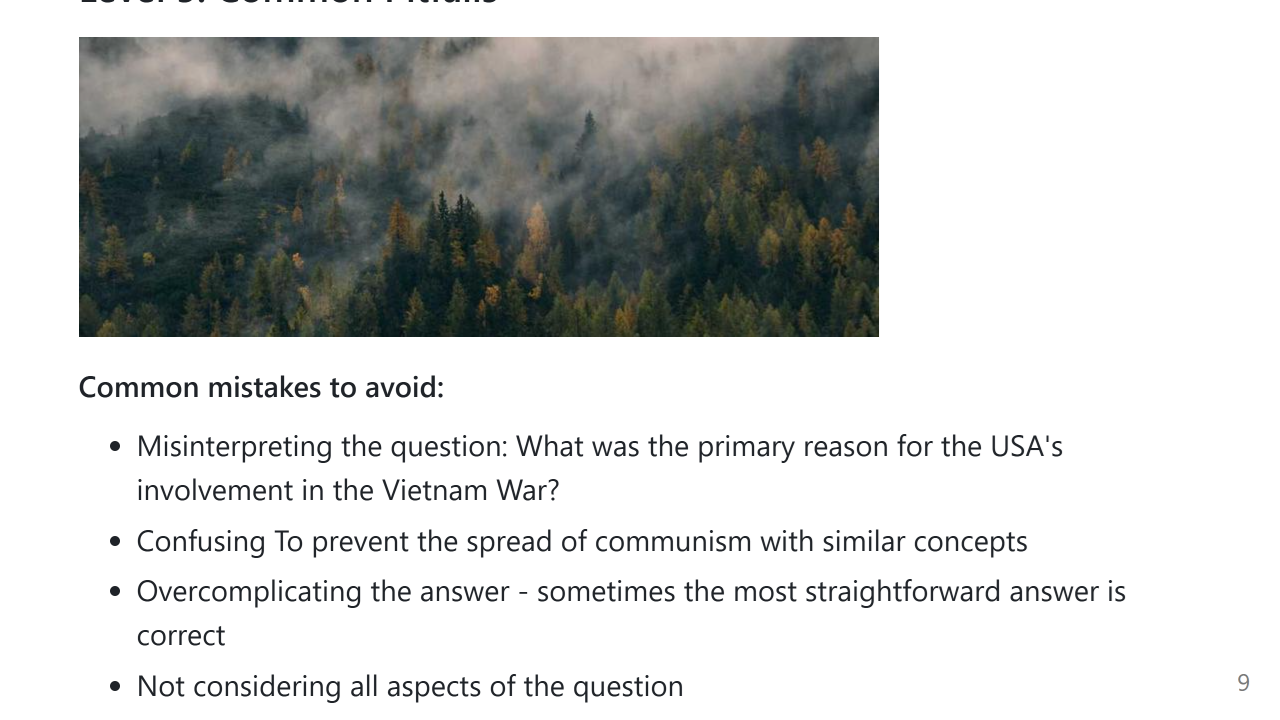 Common mistakes to avoid:
Misinterpreting the question: What was the primary reason for the USA's
involvement in the Vietnam War?
Confusing To prevent the spread of communism with similar concepts
Overcomplicating the answer - sometimes the most straightforward answer is
correct
Not considering all aspects of the question
9